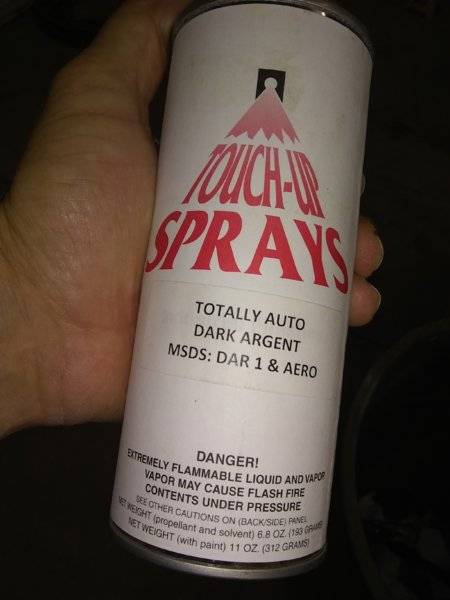 TOUCH-UP
SPRAYS
TOTALLY AUTO
DARK ARGENT
MSDS: DAR 1 & AERO
DANGER!
EXTREMELY FLAMMABLE LIQUID AND VAPOR
VAPOR MAY CAUSE FLASH FIRE
CONTENTS UNDER PRESSURE
SEE OTHER CAUTIONS ON (BACK/SIDE) PANEL
NET WEIGHT (propellant and solvent) 6.8 OZ. (193 GRAMS)
NET WEIGHT (with paint) 11 OZ. (312 GRAMS)